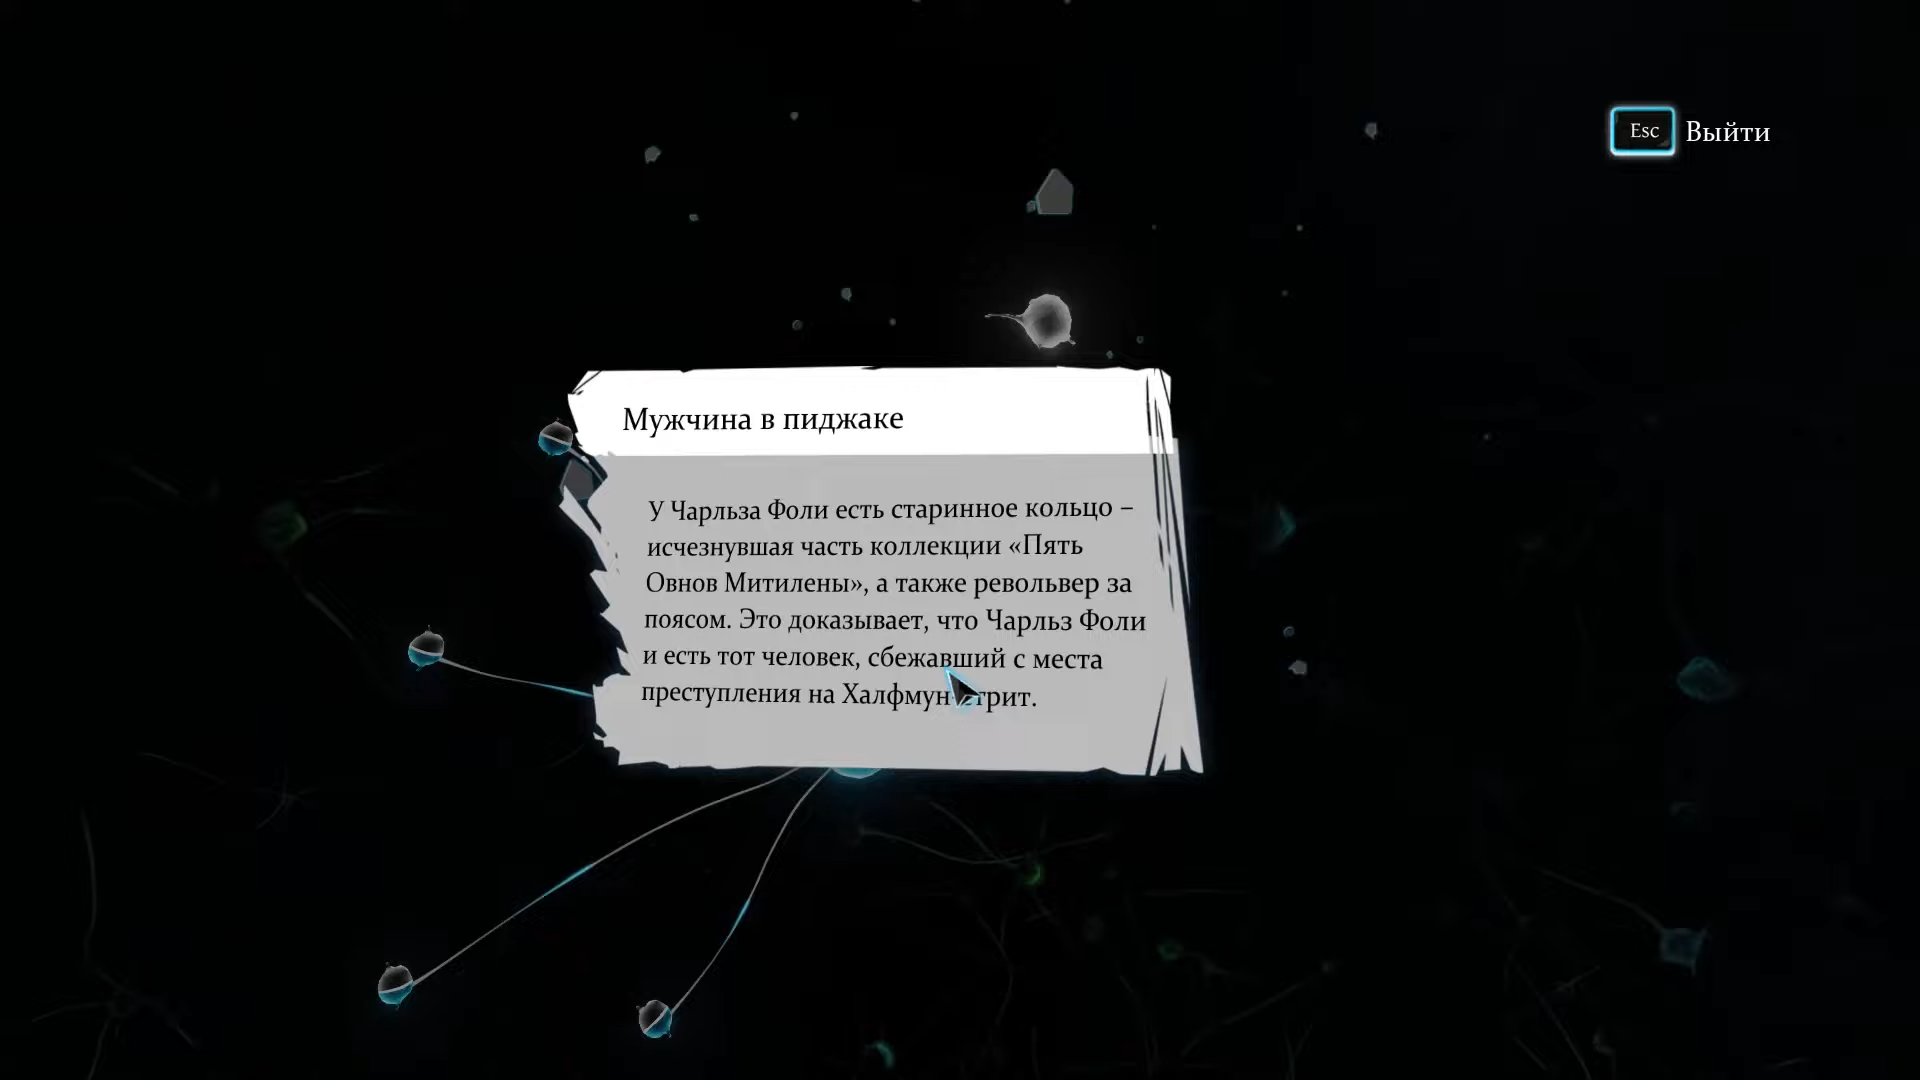 Esc Выйти
Мужчина в пиджаке
У Чарльза Фоли есть старинное кольцо –
исчезнувшая часть коллекции «Пять
Овнов Митилены», а также револьвер за
поясом. Это доказывает, что Чарльз Фоли
и есть тот человек, сбежавший с места
преступления на Халфмун-стрит.